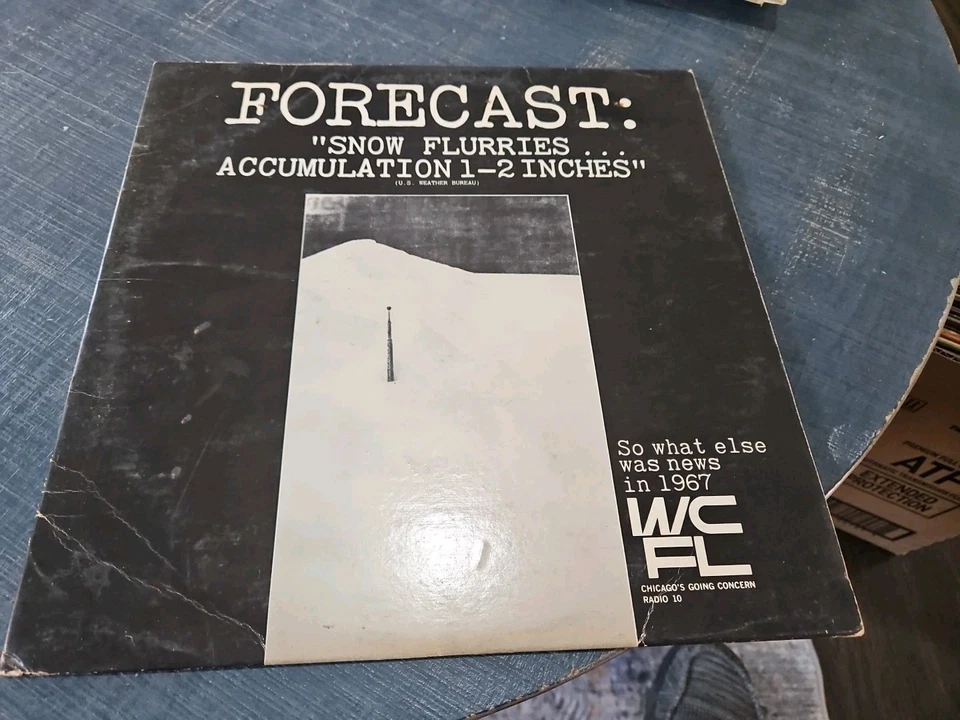 FORECAST:
"SNOW FLURRIES ...
ACCUMULATION 1-2 INCHES"
(U.S. WEATHER BUREAU)
So what else
was news
in 1967
WC
FL
CHICAGO'S GOING CONCERN
RADIO 10
ATP
EXTENDED
PROTECTION